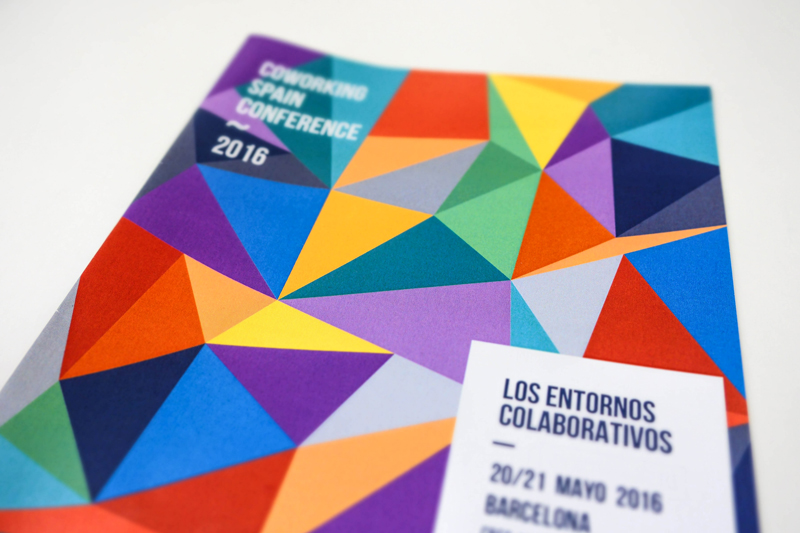 COWORKING
SPAIN
CONFERENCE
~
2016
LOS ENTORNOS
COLABORATIVOS
—
20/21 MAYO 2016
BARCELONA